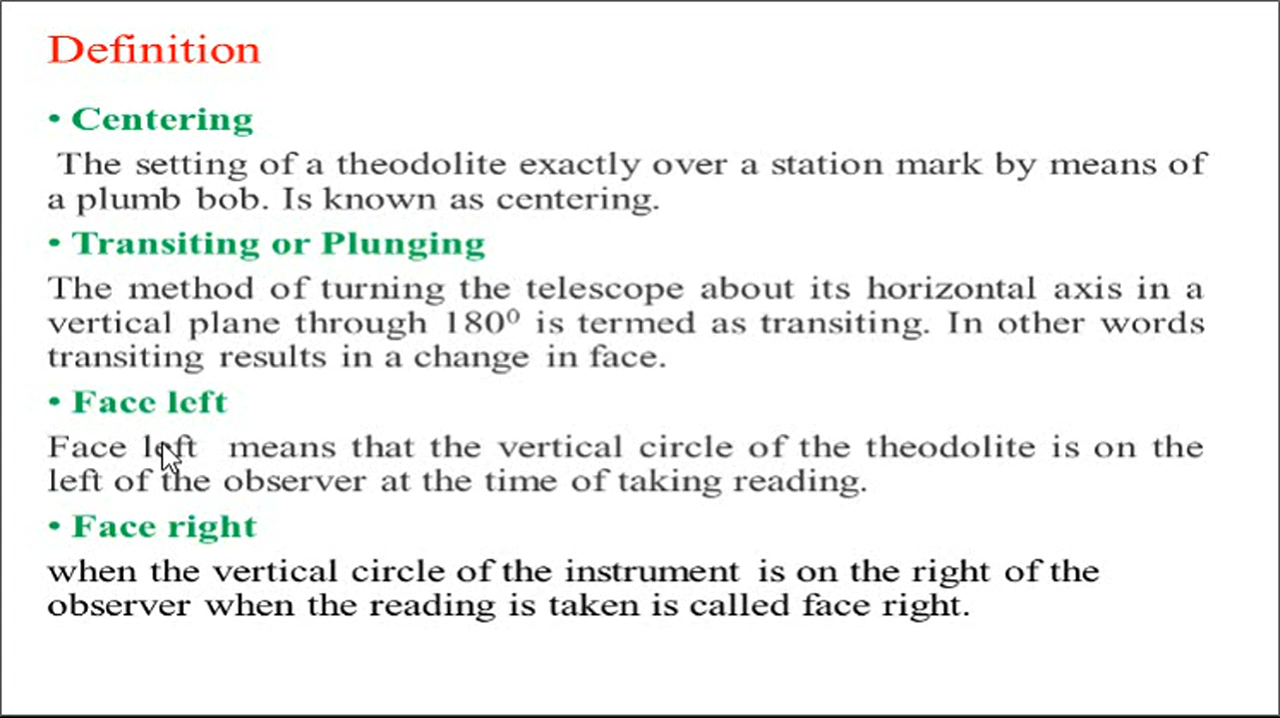 Definition
• Centering
The setting of a theodolite exactly over a station mark by means of
a plumb bob. Is known as centering.
• Transiting or Plunging
The method of turning the telescope about its horizontal axis in a
vertical plane through 180⁰ is termed as transiting. In other words
transiting results in a change in face.
• Face left
Face left means that the vertical circle of the theodolite is on the
left of the observer at the time of taking reading.
• Face right
when the vertical circle of the instrument is on the right of the
observer when the reading is taken is called face right.